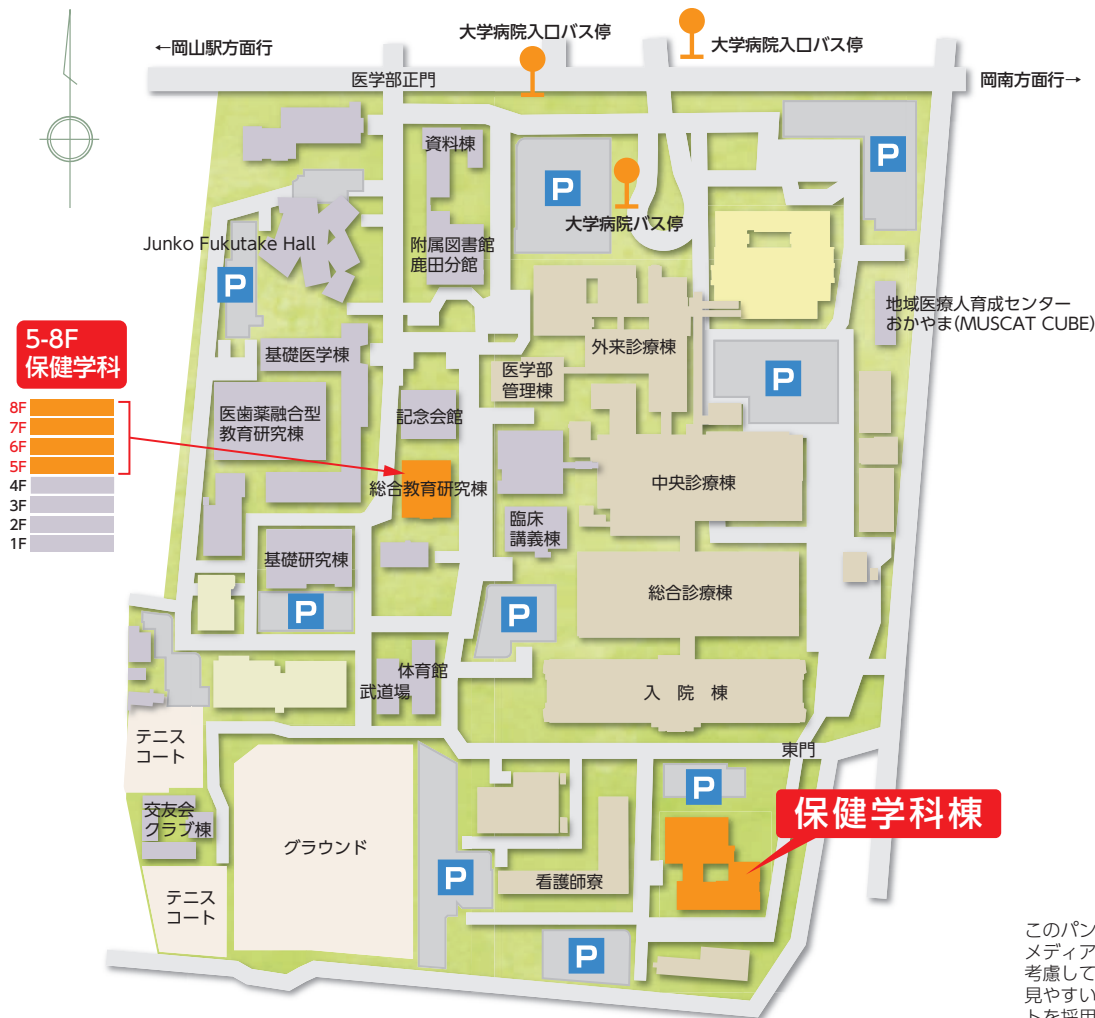 大学病院入口バス停
大学病院入口バス停
←岡山駅方面行
医学部正門
岡南方面行→
資料棟
P
P
大学病院バス停
Junko Fukutake Hall
附属図書館
鹿田分館
P
地域医療人育成センター
おかやま(MUSCAT CUBE)
5-8F
保健学科
基礎医学棟
外来診療棟
医学部
管理棟
P
8F
7F
6F
5F
4F
3F
2F
1F
医歯薬融合型
教育研究棟
記念会館
総合教育研究棟
中央診療棟
臨床
講義棟
基礎研究棟
総合診療棟
P
P
体育館
武道場
入 院 棟
テニス
コート
東門
P
保健学科棟
交友会
クラブ棟
グラウンド
P
看護師寮
テニス
コート
P
このパン
メディア
考慮して
見やすい
トを採用